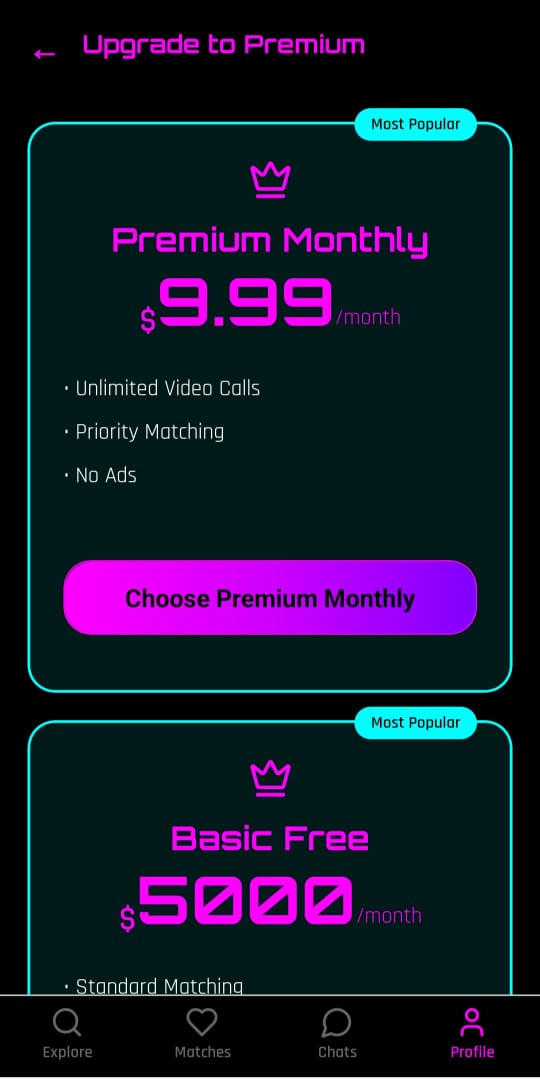 ← Upgrade to Premium
Most Popular
Premium Monthly
$9.99/month
· Unlimited Video Calls
· Priority Matching
· No Ads
Choose Premium Monthly
Most Popular
Basic Free
$5000/month
· Standard Matching
Explore Matches Chats Profile